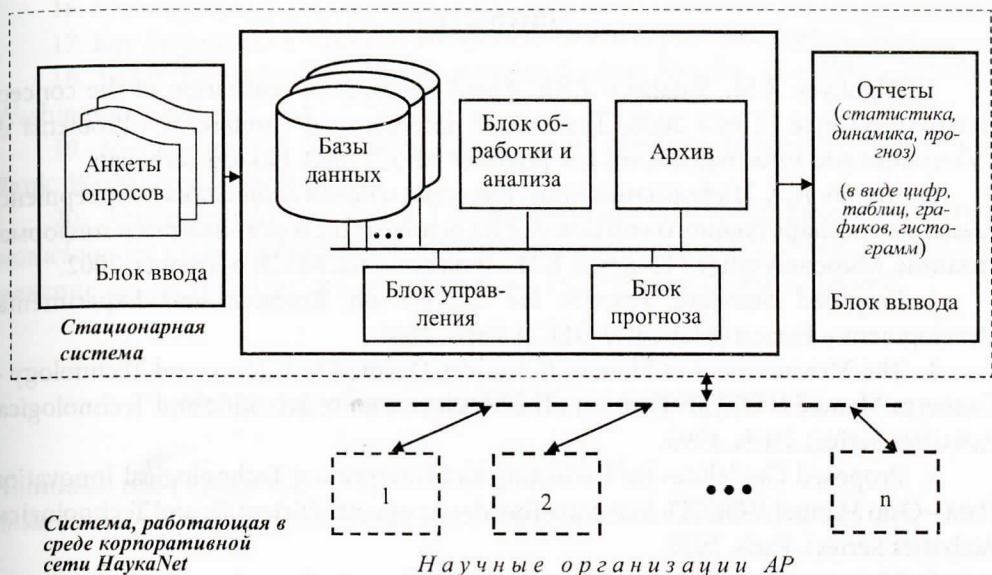 Анкеты
опросов
Блок ввода
Стационарная
система
Базы
данных
Блок об-
работки и
анализа
Архив
Блок управ-
ления
Блок
прогноза
Отчеты
(статистика,
динамика, про-
гноз)
(в виде цифр,
таблиц, гра-
фиков, гисто-
грамм)
Блок вывода
1
2
n
Система, работающая в
среде корпоративной
сети НаукаNet
Научные организации АР